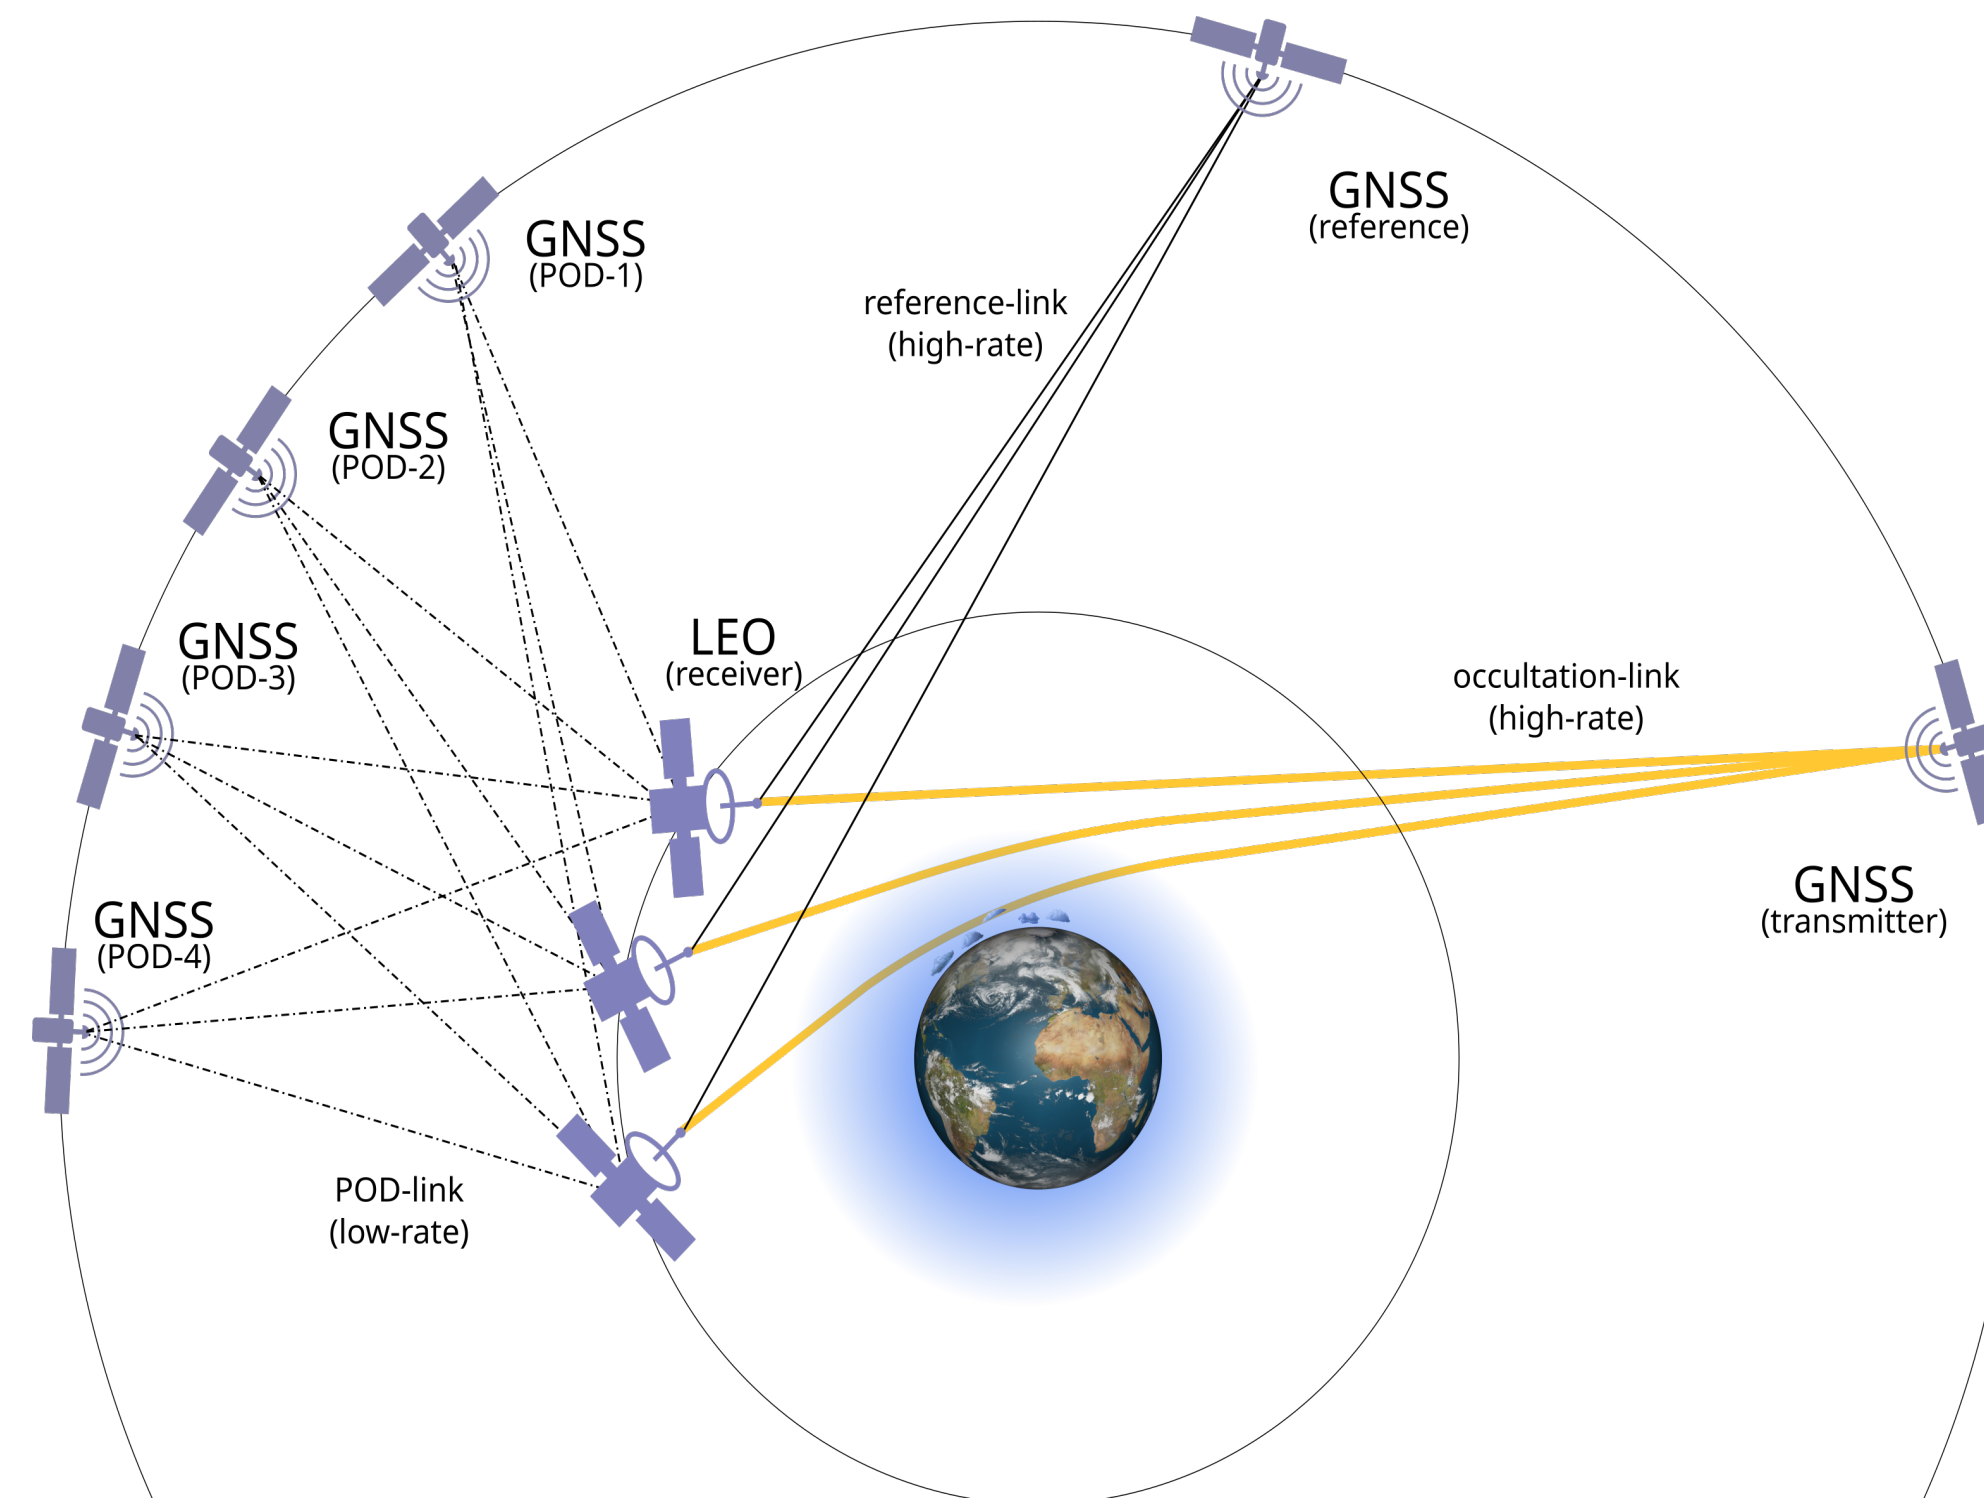 GNSS
(reference)
GNSS
(POD-1)
reference-link
(high-rate)
GNSS
(POD-2)
LEO
(receiver)
GNSS
(POD-3)
occultation-link
(high-rate)
GNSS
(transmitter)
GNSS
(POD-4)
POD-link
(low-rate)